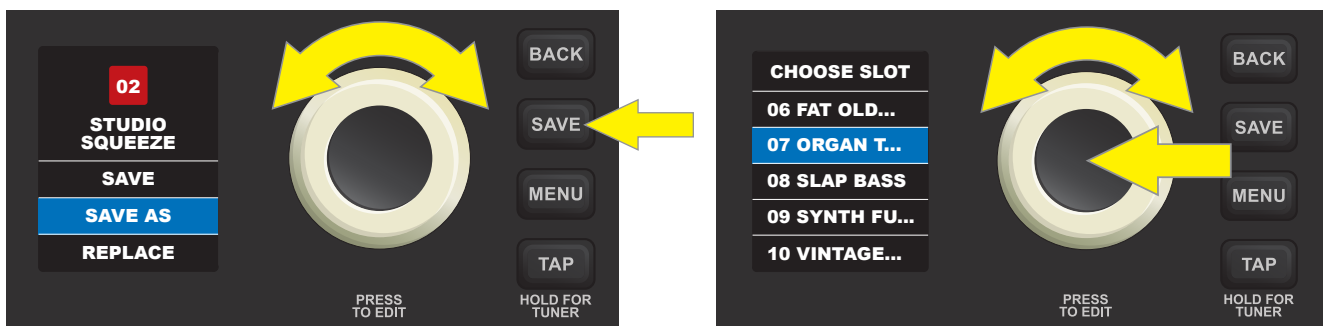 02
STUDIO
SQUEEZE
SAVE
SAVE AS
REPLACE
BACK
SAVE
MENU
TAP
PRESS
TO EDIT
HOLD FOR
TUNER
CHOOSE SLOT
06 FAT OLD...
07 ORGAN T...
08 SLAP BASS
09 SYNTH FU...
10 VINTAGE...
BACK
SAVE
MENU
TAP
PRESS
TO EDIT
HOLD FOR
TUNER